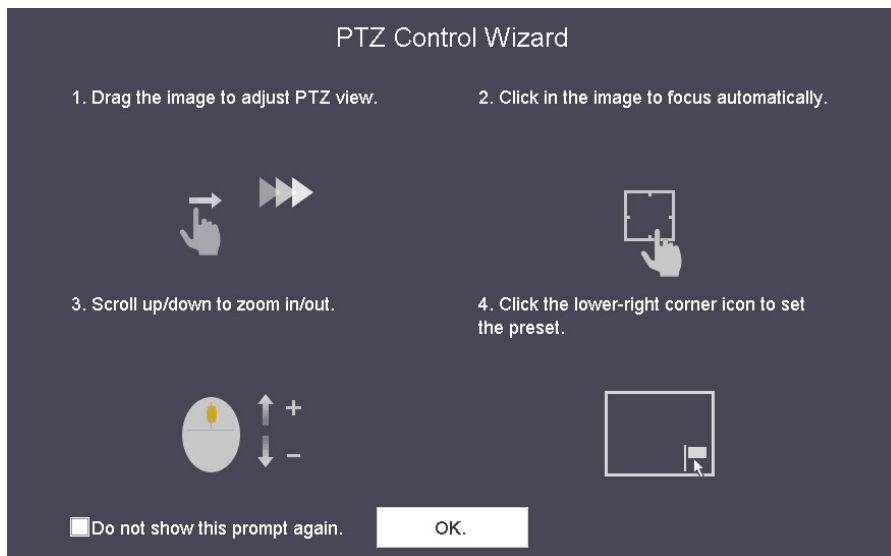 PTZ Control Wizard
1. Drag the image to adjust PTZ view.
2. Click in the image to focus automatically.
3. Scroll up/down to zoom in/out.
4. Click the lower-right corner icon to set
the preset.
+
–
Do not show this prompt again.
OK.